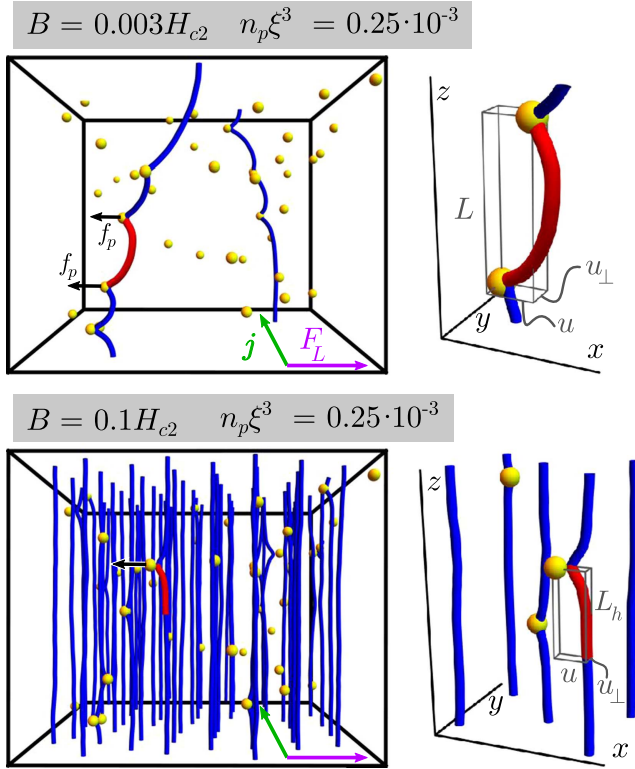 B = 0.003H_{c2} n_pξ^3 = 0.25·10^{-3}
z
L
f_p
f_p
u_⊥
y
u
x
j
F_L
B = 0.1H_{c2} n_pξ^3 = 0.25·10^{-3}
z
L_h
u
u_⊥
y
x